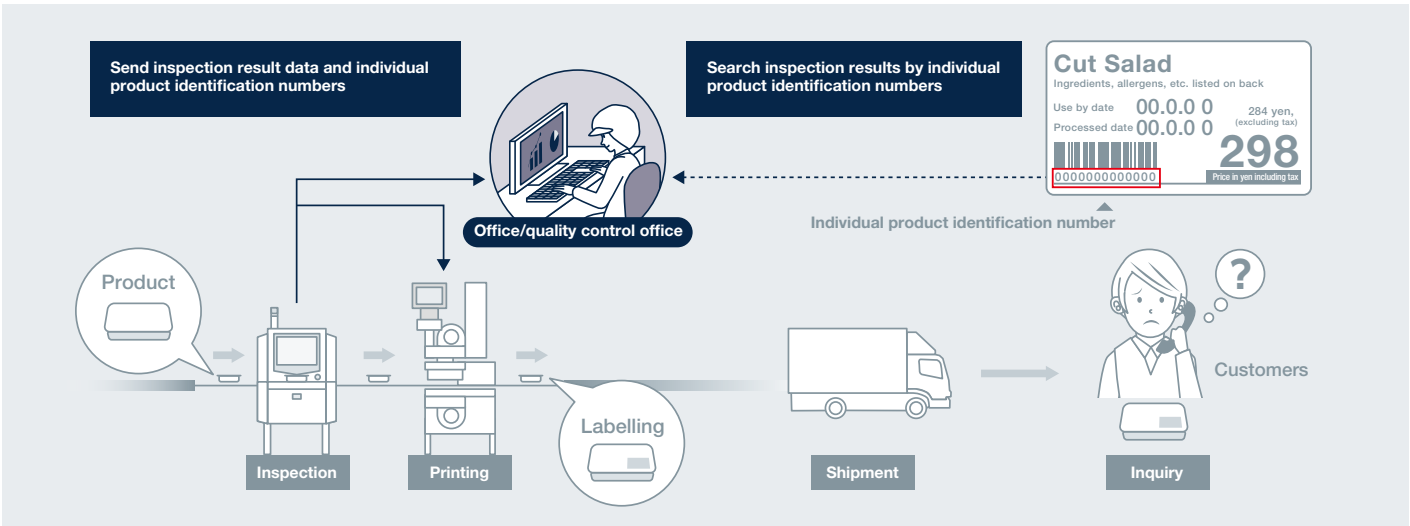 Send inspection result data and individual
product identification numbers
Search inspection results by individual
product identification numbers
Cut Salad
Ingredients, allergens, etc. listed on back
Use by date 00.0.0 0
Processed date 00.0.0 0
284 yen,
(excluding tax)
298
Price in yen including tax
0000000000000
Individual product identification number
Office/quality control office
Product
?
Customers
Labelling
Inspection
Printing
Shipment
Inquiry